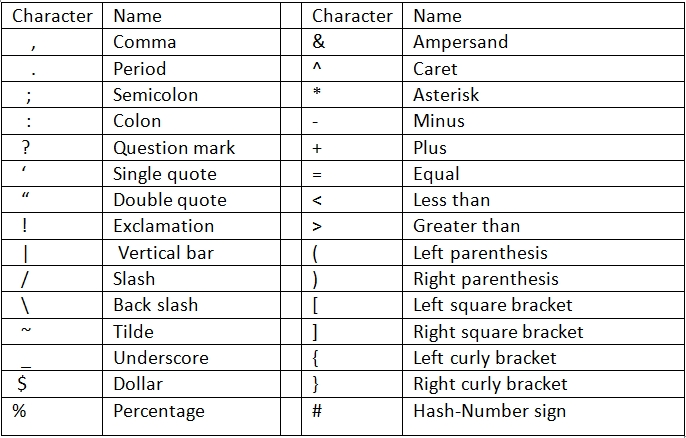 Character Name Character Name
, Comma & Ampersand
. Period ^ Caret
; Semicolon * Asterisk
: Colon - Minus
? Question mark + Plus
‘ Single quote = Equal
“ Double quote < Less than
! Exclamation > Greater than
| Vertical bar ( Left parenthesis
/ Slash ) Right parenthesis
\ Back slash [ Left square bracket
~ Tilde ] Right square bracket
_ Underscore { Left curly bracket
$ Dollar } Right curly bracket
% Percentage # Hash-Number sign